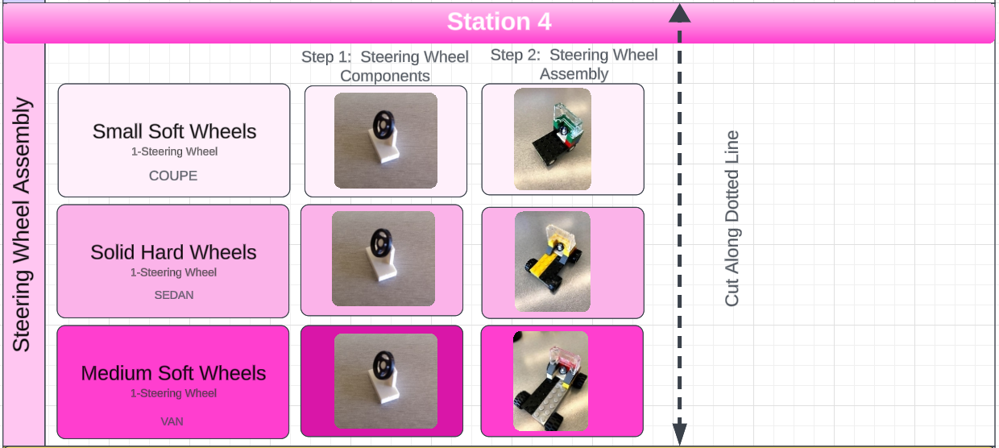 Station 4
Steering Wheel Assembly
Step 1:  Steering Wheel
Components
Step 2:  Steering Wheel
Assembly
Small Soft Wheels
1-Steering Wheel
COUPE
Solid Hard Wheels
1-Steering Wheel
SEDAN
Medium Soft Wheels
1-Steering Wheel
VAN
Cut Along Dotted Line